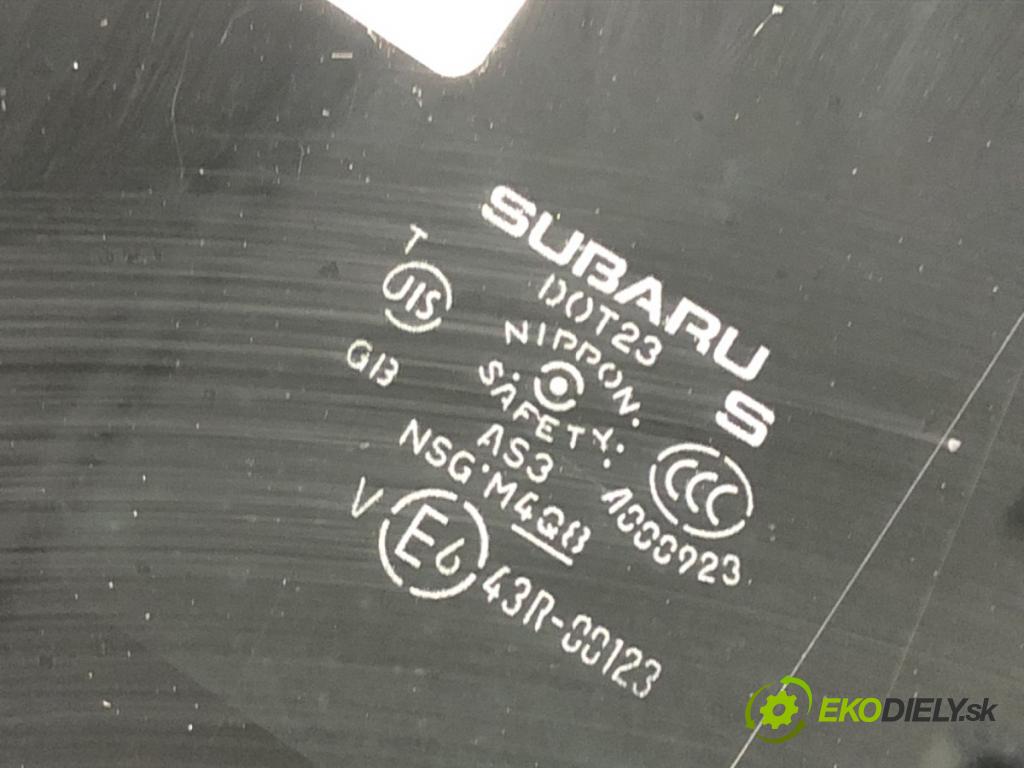 SUBARU
S
DOT23
T
JIS
G13
NIPPON
SAFETY
AS3
CCC
A000923
NSG M4Q8
V
E6
43R-00123
EKODIELY.sk